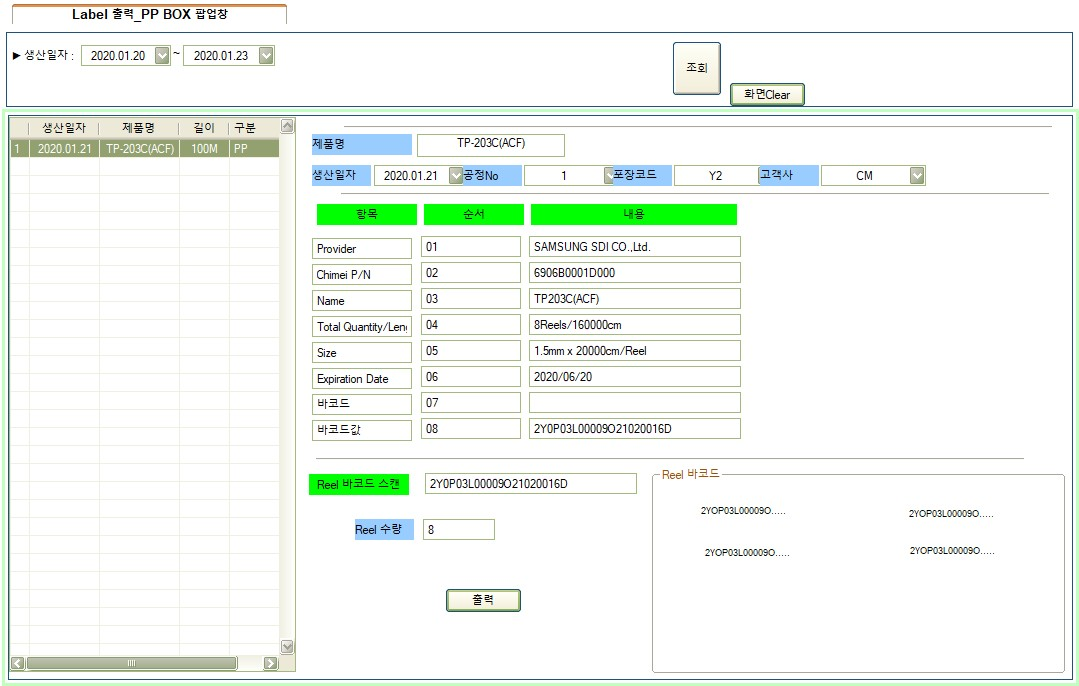 Label 출력_PP BOX 팝업창
▶ 생산일자 : 2020.01.20 ~ 2020.01.23 조회
화면Clear
생산일자 제품명 길이 구분
1 2020.01.21 TP-203C(ACF) 100M PP
제품명 TP-203C(ACF)
생산일자 2020.01.21 공정No 1 포장코드 Y2 고객사 CM
항목 순서 내용
Provider 01 SAMSUNG SDI CO.,Ltd.
Chimei P/N 02 6906B0001D000
Name 03 TP203C(ACF)
Total Quantity/Leng 04 8Reels/160000cm
Size 05 1.5mm x 20000cm/Reel
Expiration Date 06 2020/06/20
바코드 07
바코드값 08 2Y0P03L00009O21020016D
Reel 바코드 스캔 2Y0P03L00009O21020016D
Reel 수량 8
출력
Reel 바코드
2YOP03L00009O..... 2YOP03L00009O.....
2YOP03L00009O..... 2YOP03L00009O.....